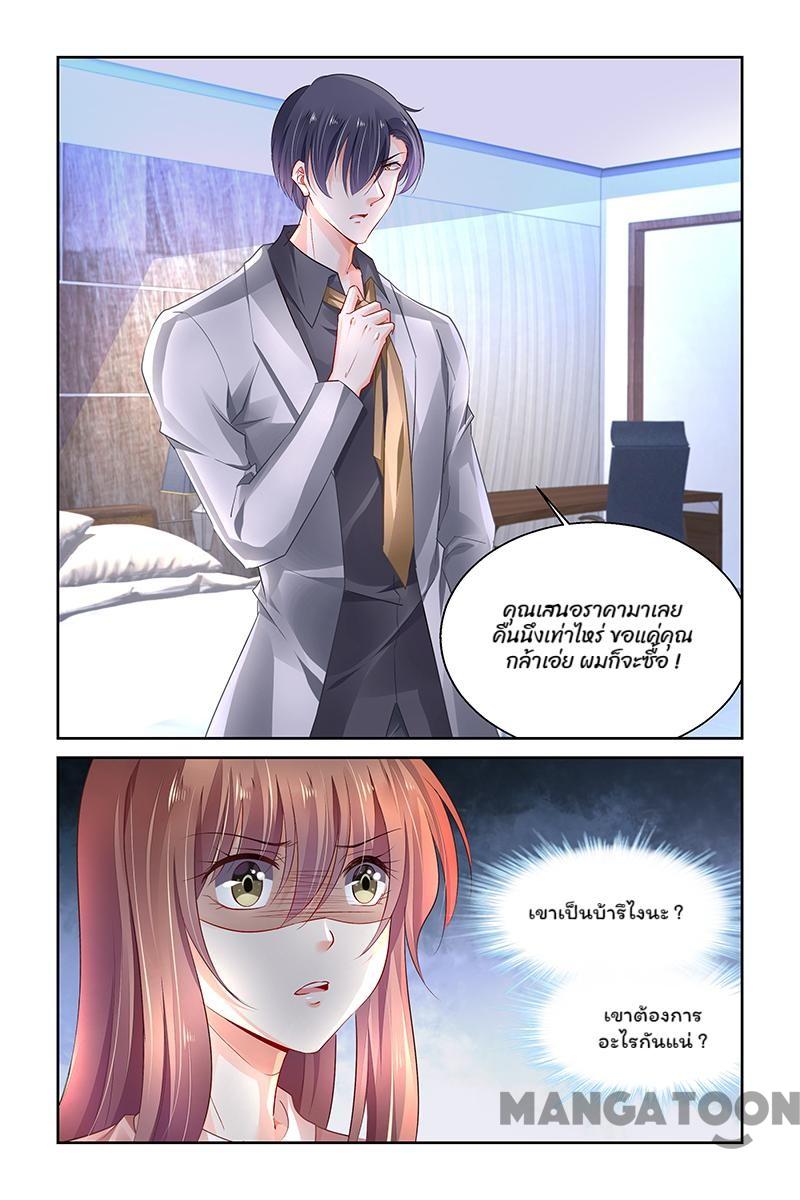 คุณเสนอราคามาเลย
คืนนึงเท่าไหร่ ขอแค่คุณ
กล้าเอ่ย ผมก็จะซื้อ !
เขาเป็นบ้ารึไงนะ ?
เขาต้องการ
อะไรกันแน่ ?
MANGATOON